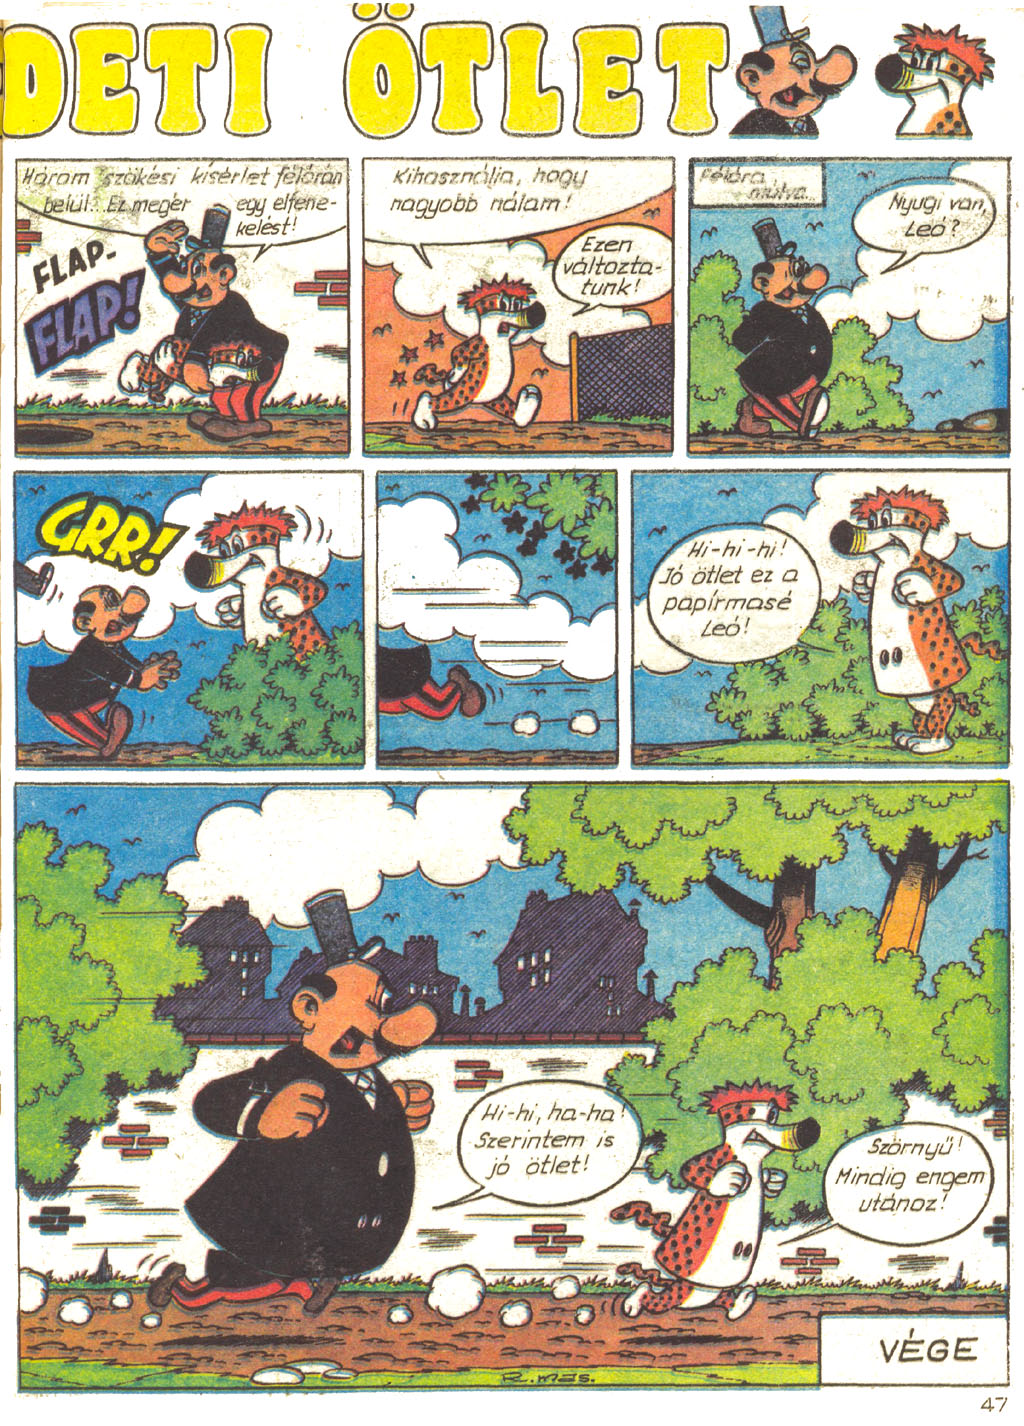 DETI ÖTLET
Három szökési kisérlet félórán
belül. Ez megér egy elfene-
kelést!
FLAP-
FLAP!
Kihasználja, hogy
nagyobb nálam!
Ezen
változta-
tunk!
Félóra
mulva..
Nyugi van,
Leó?
GRR!
Hi-hi-hi!
Jó ötlet ez a
papírmasé
Leó!
Hi-hi, ha-ha!
Szerintem is
jó ötlet!
Szörnyű!
Mindig engem
utánoz!
R. Mas.
VÉGE
47